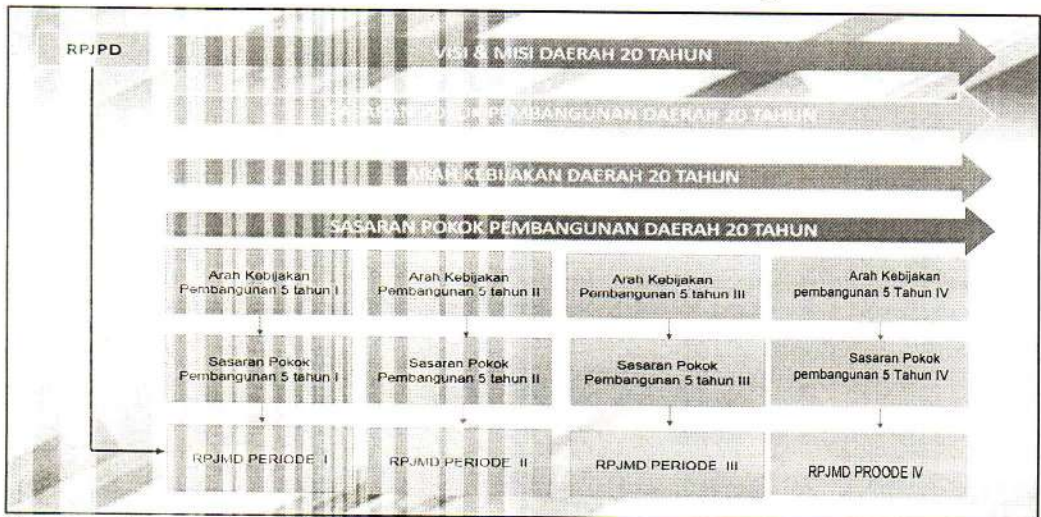 RPJPD
VISI & MISI DAERAH 20 TAHUN
SASARAN POKOK PEMBANGUNAN DAERAH 20 TAHUN
ARAH KEBIJAKAN DAERAH 20 TAHUN
SASARAN POKOK PEMBANGUNAN DAERAH 20 TAHUN
Arah Kebijakan
Pembangunan 5 tahun I
Arah Kebijakan
Pembangunan 5 tahun II
Arah Kebijakan
Pembangunan 5 tahun III
Arah Kebijakan
pembangunan 5 Tahun IV
Sasaran Pokok
Pembangunan 5 tahun I
Sasaran Pokok
Pembangunan 5 tahun II
Sasaran Pokok
Pembangunan 5 tahun III
Sasaran Pokok
pembangunan 5 Tahun IV
RPJMD PERIODE I
RPJMD PERIODE II
RPJMD PERIODE III
RPJMD PROODE IV